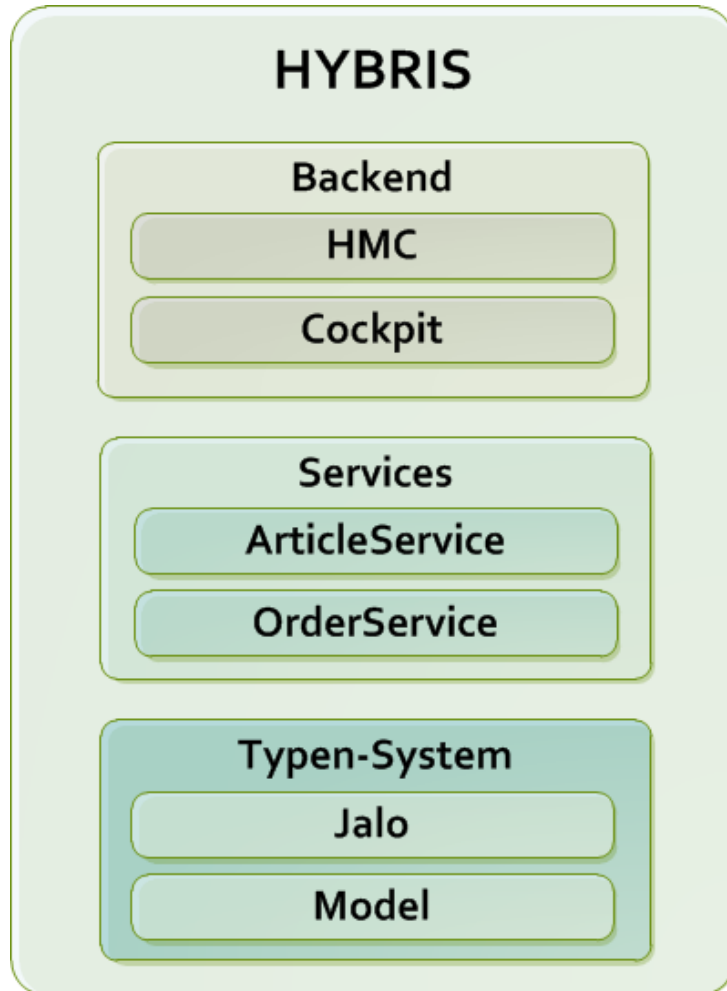 HYBRIS
Backend
HMC
Cockpit
Services
ArticleService
OrderService
Typen-System
Jalo
Model